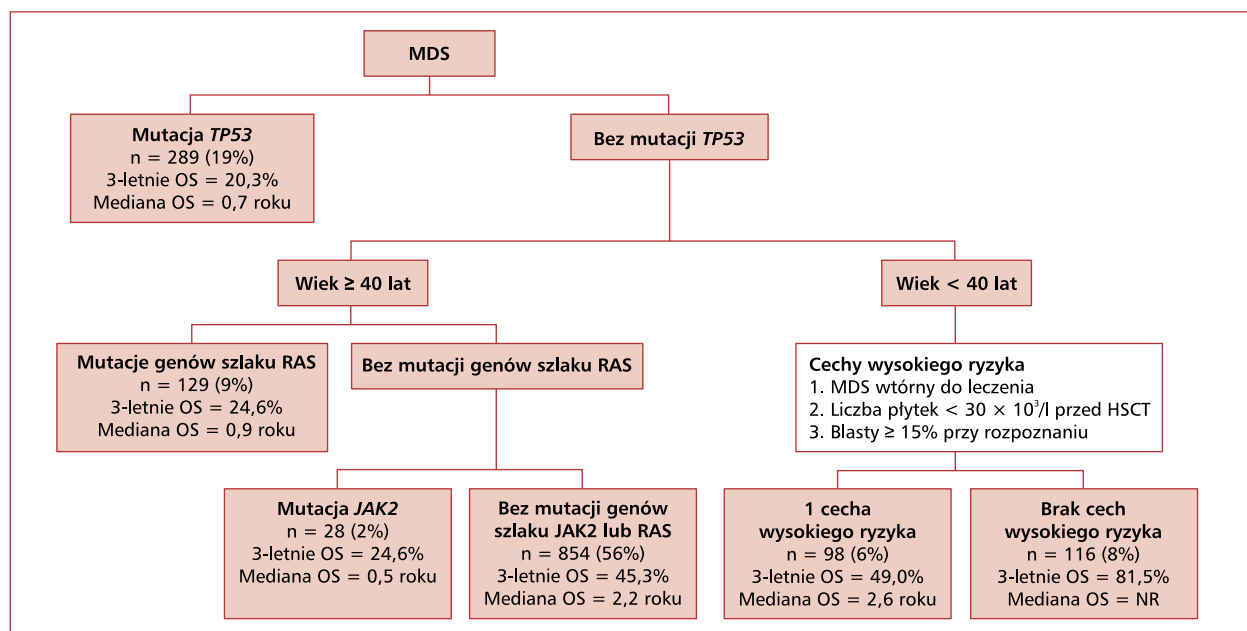 MDS
Mutacja TP53
n = 289 (19%)
3-letnie OS = 20,3%
Mediana OS = 0,7 roku
Bez mutacji TP53
Wiek ≥ 40 lat
Wiek < 40 lat
Mutacje genów szlaku RAS
n = 129 (9%)
3-letnie OS = 24,6%
Mediana OS = 0,9 roku
Bez mutacji genów szlaku RAS
Cechy wysokiego ryzyka
1. MDS wtórny do leczenia
2. Liczba płytek < 30 × 10³/l przed HSCT
3. Blasty ≥ 15% przy rozpoznaniu
Mutacja JAK2
n = 28 (2%)
3-letnie OS = 24,6%
Mediana OS = 0,5 roku
Bez mutacji genów
szlaku JAK2 lub RAS
n = 854 (56%)
3-letnie OS = 45,3%
Mediana OS = 2,2 roku
1 cecha
wysokiego ryzyka
n = 98 (6%)
3-letnie OS = 49,0%
Mediana OS = 2,6 roku
Brak cech
wysokiego ryzyka
n = 116 (8%)
3-letnie OS = 81,5%
Mediana OS = NR